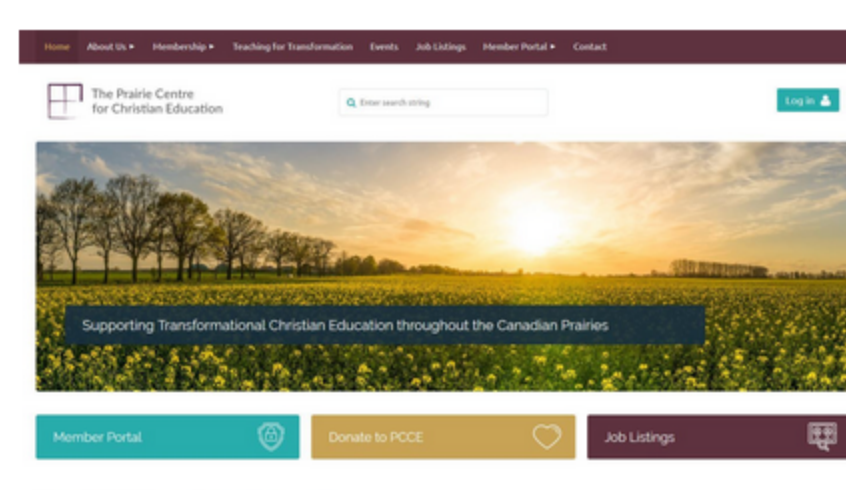 Home About Us ▸ Membership ▸ Teaching for Transformation Events Job Listings Member Portal ▸ Contact
The Prairie Centre
for Christian Education
Enter search string
Log in
Supporting Transformational Christian Education throughout the Canadian Prairies
Member Portal
Donate to PCCE
Job Listings